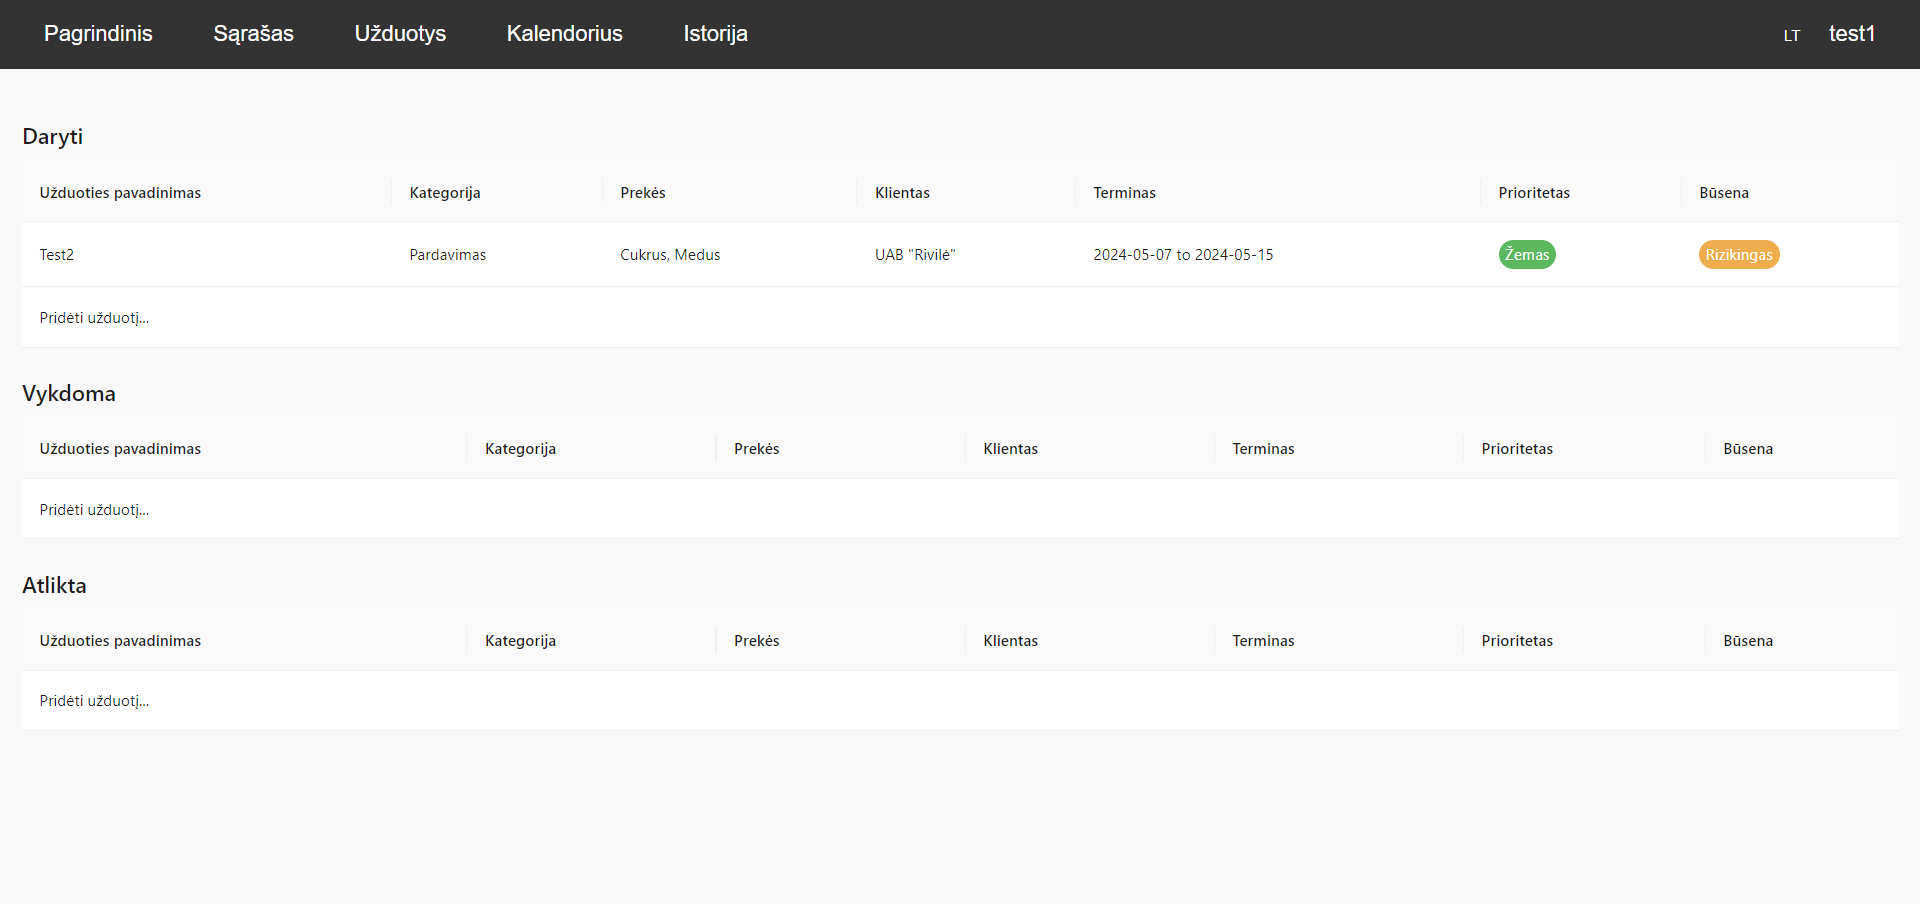 Pagrindinis Sąrašas Užduotys Kalendorius Istorija LT test1
Daryti
Užduoties pavadinimas Kategorija Prekės Klientas Terminas Prioritetas Būsena
Test2 Pardavimas Cukrus, Medus UAB "Rivilė" 2024-05-07 to 2024-05-15 Žemas Rizikingas
Pridėti užduotį...
Vykdoma
Užduoties pavadinimas Kategorija Prekės Klientas Terminas Prioritetas Būsena
Pridėti užduotį...
Atlikta
Užduoties pavadinimas Kategorija Prekės Klientas Terminas Prioritetas Būsena
Pridėti užduotį...